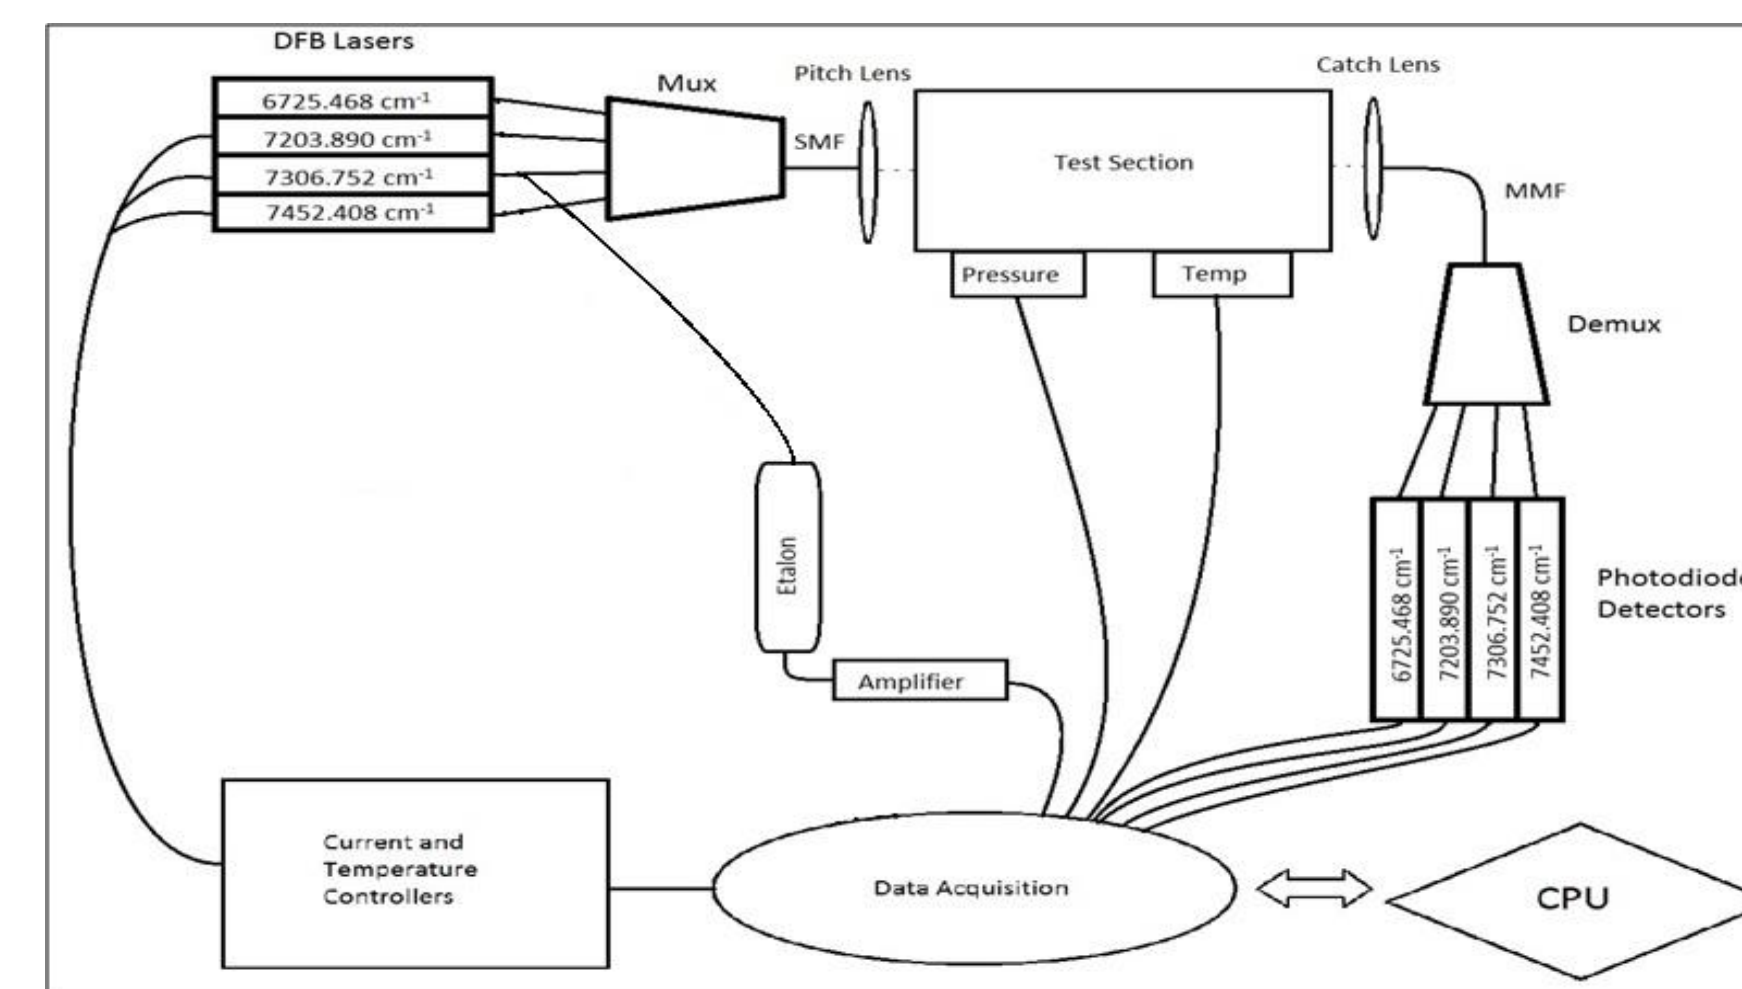 DFB Lasers
6725.468 cm⁻¹
7203.890 cm⁻¹
7306.752 cm⁻¹
7452.408 cm⁻¹
Mux
SMF
Pitch Lens
Test Section
Catch Lens
MMF
Pressure
Temp
Demux
Etalon
Amplifier
6725.468 cm⁻¹
7203.890 cm⁻¹
7306.752 cm⁻¹
7452.408 cm⁻¹
Photodiode
Detectors
Current and
Temperature
Controllers
Data Acquisition
CPU